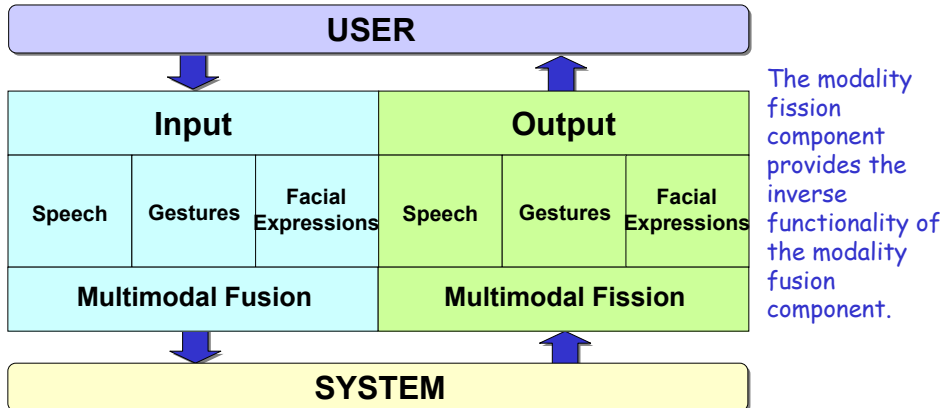 USER
Input
Output
Speech
Gestures
Facial
Expressions
Speech
Gestures
Facial
Expressions
Multimodal Fusion
Multimodal Fission
SYSTEM
The modality
fission
component
provides the
inverse
functionality of
the modality
fusion
component.